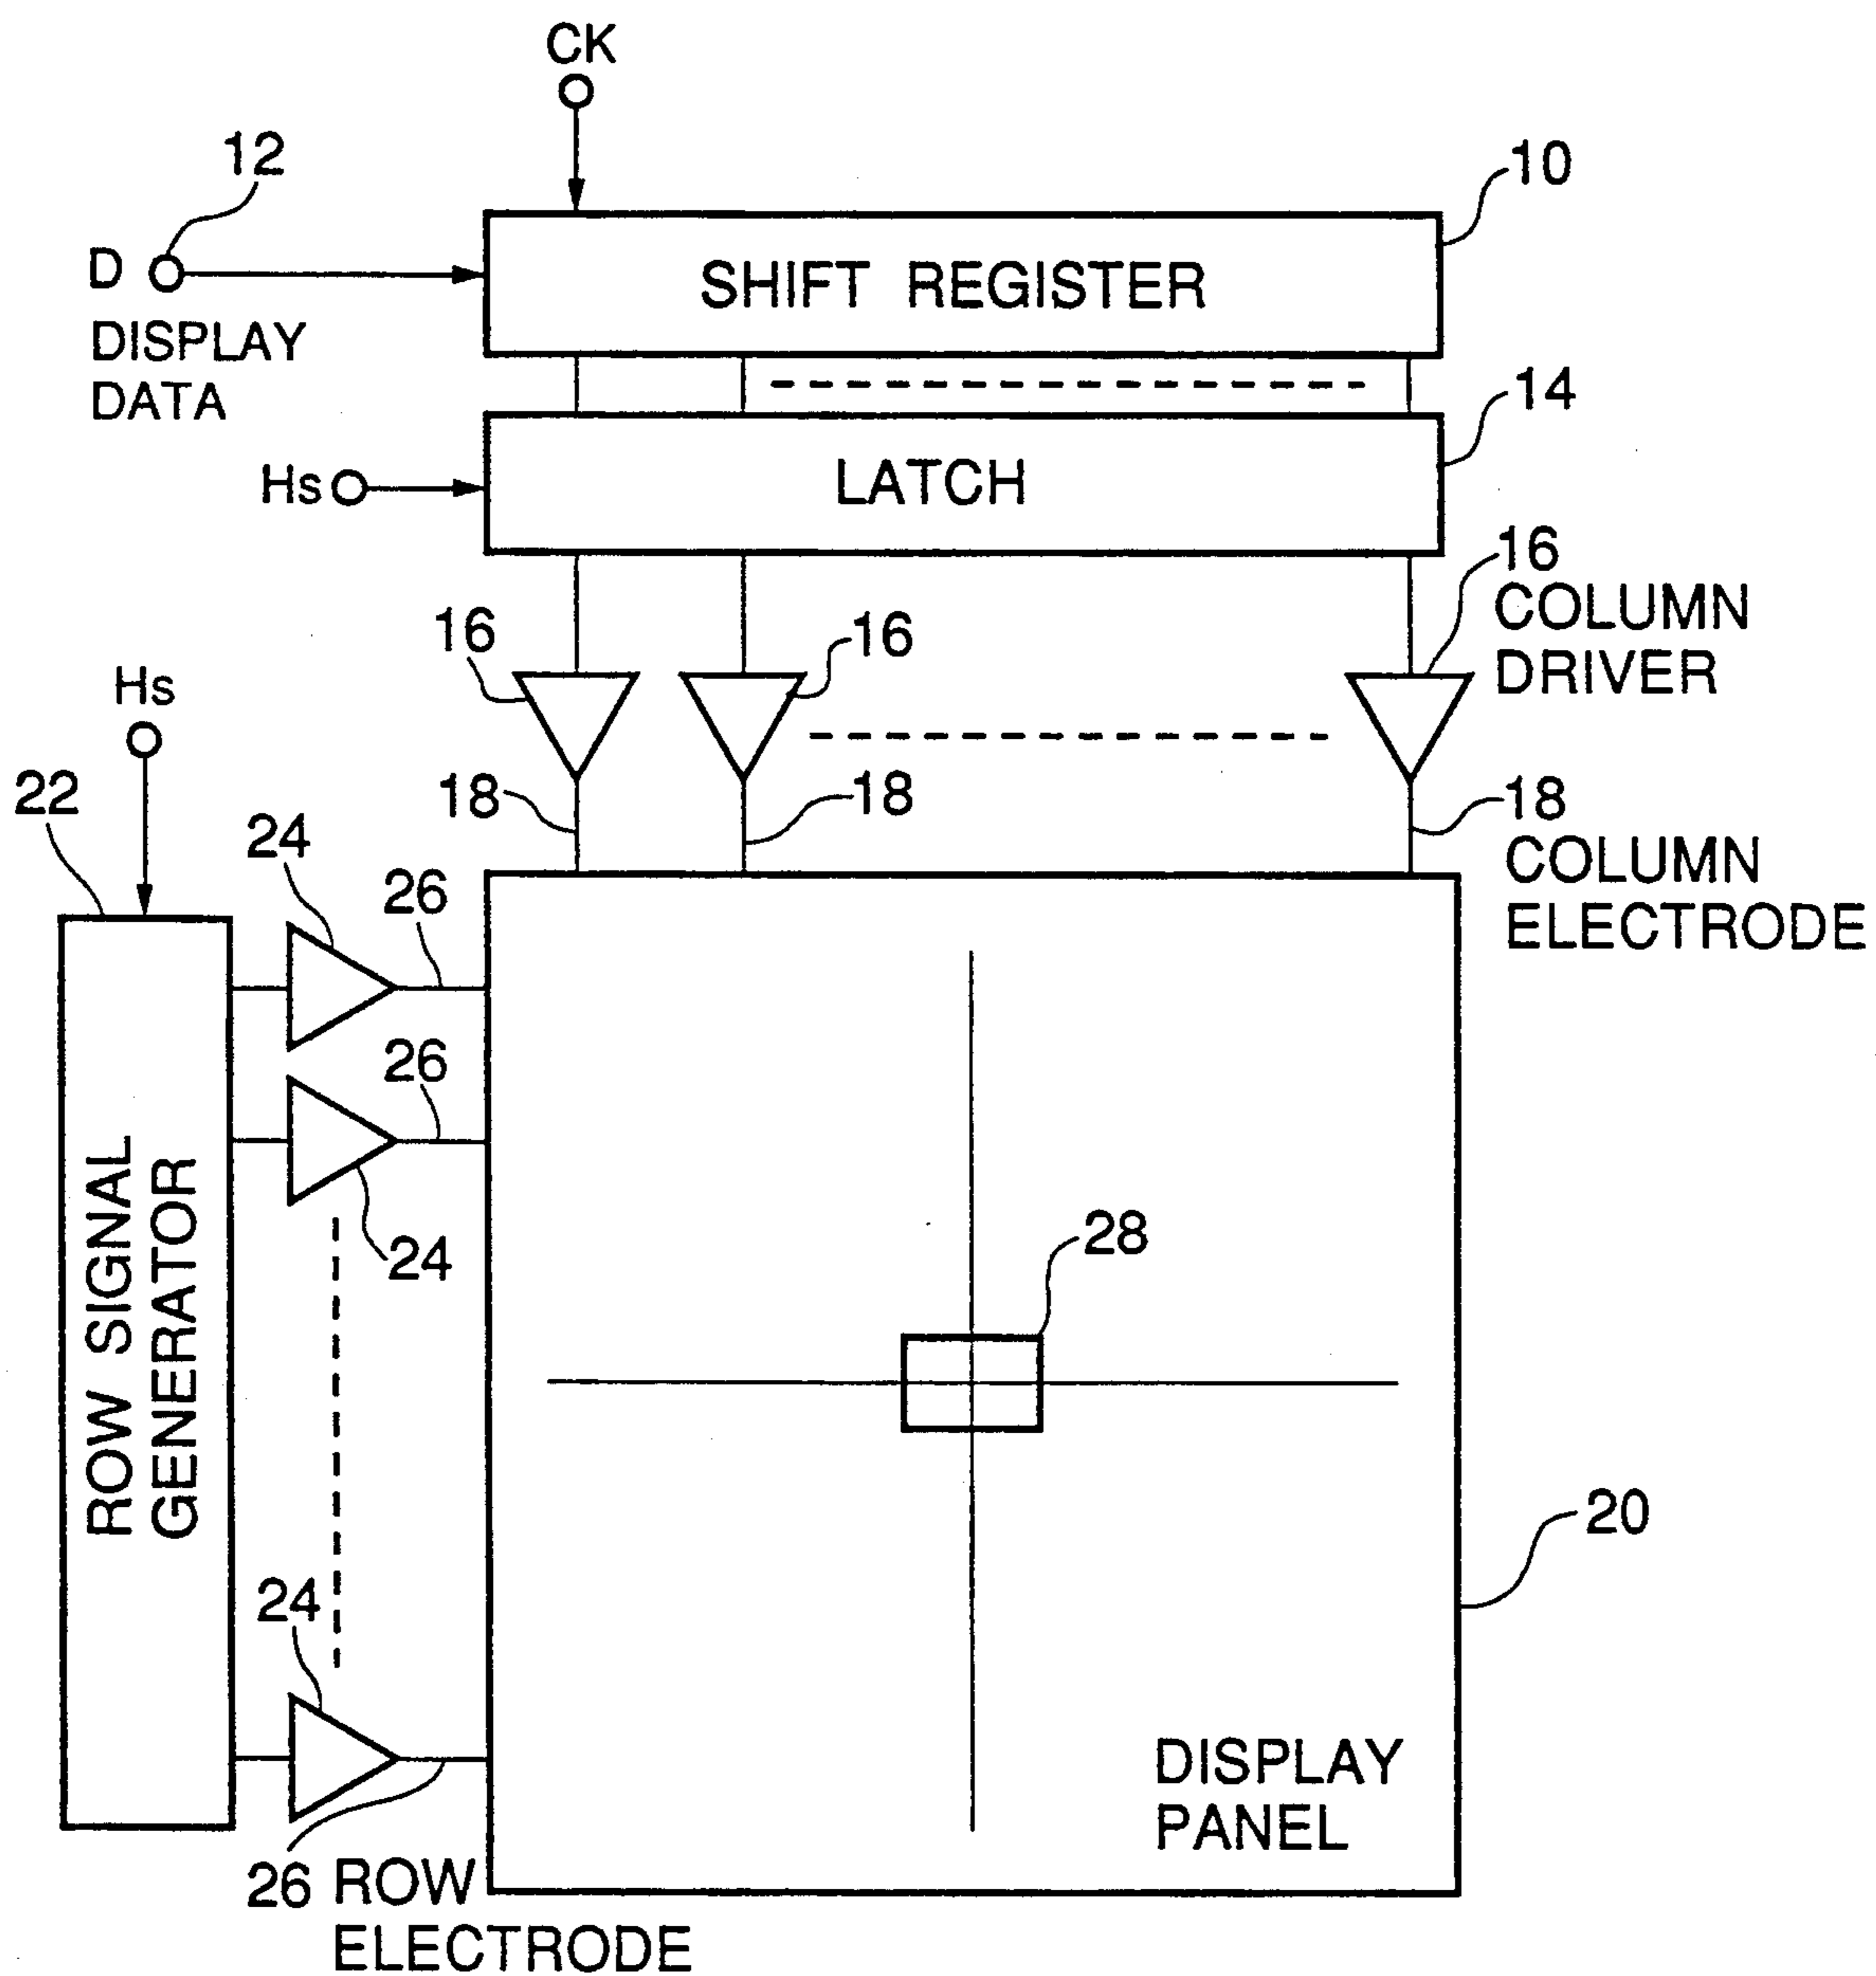 CK
12
10
D
SHIFT REGISTER
DISPLAY
DATA
14
Hs
LATCH
16
COLUMN
DRIVER
16
16
Hs
22
18
18
18
COLUMN
ELECTRODE
24
26
26
24
ROW SIGNAL
GENERATOR
28
20
24
DISPLAY
PANEL
26 ROW
ELECTRODE